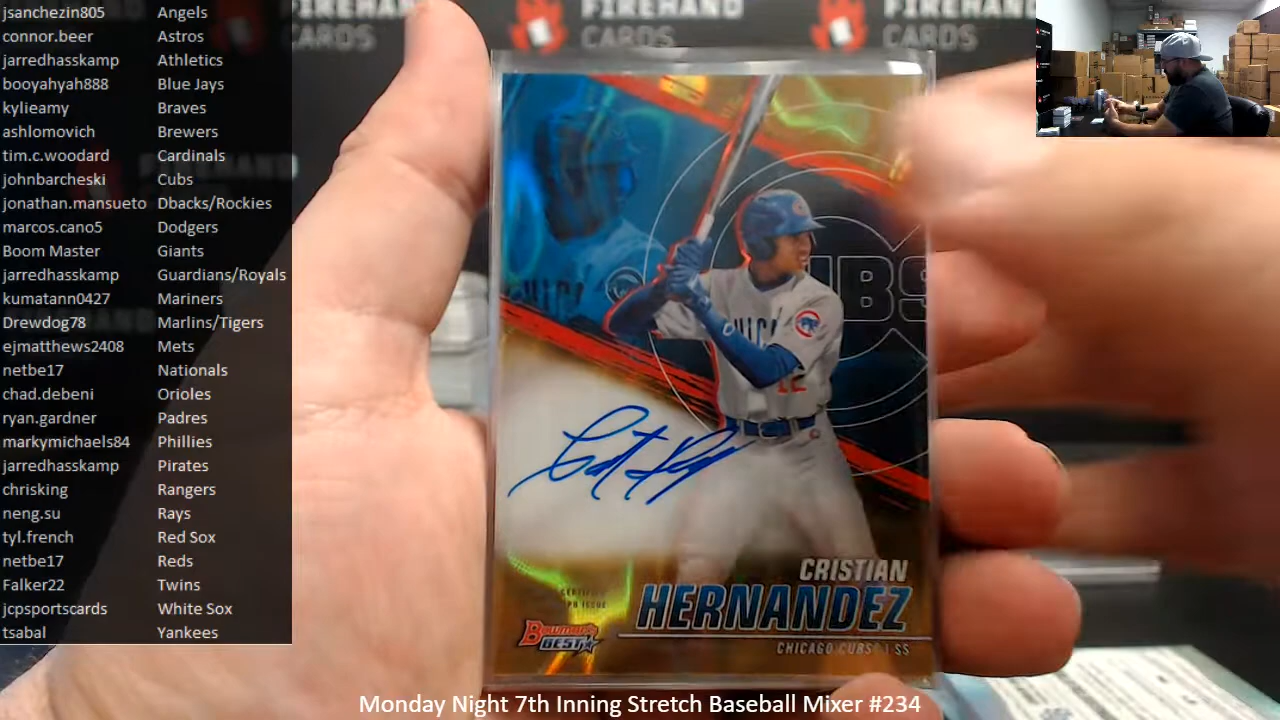 jsanchezin805 Angels
connor.beer Astros
jarredhasskamp Athletics
booyahyah888 Blue Jays
kylieamy Braves
ashlomovich Brewers
tim.c.woodard Cardinals
johnbarcheski Cubs
jonathan.mansueto Dbacks/Rockies
marcos.cano5 Dodgers
Boom Master Giants
jarredhasskamp Guardians/Royals
kumatann0427 Mariners
Drewdog78 Marlins/Tigers
ejmatthews2408 Mets
netbe17 Nationals
chad.debeni Orioles
ryan.gardner Padres
markymichaels84 Phillies
jarredhasskamp Pirates
chrisking Rangers
neng.su Rays
tyl.french Red Sox
netbe17 Reds
Falker22 Twins
jcpsportscards White Sox
tsabal Yankees
FIREHAND
CARDS
FIREHAND
CARDS
UBS
12
CRISTIAN
HERNANDEZ
CHICAGO CUBS | SS
BOWMAN'S
BEST
Monday Night 7th Inning Stretch Baseball Mixer #234